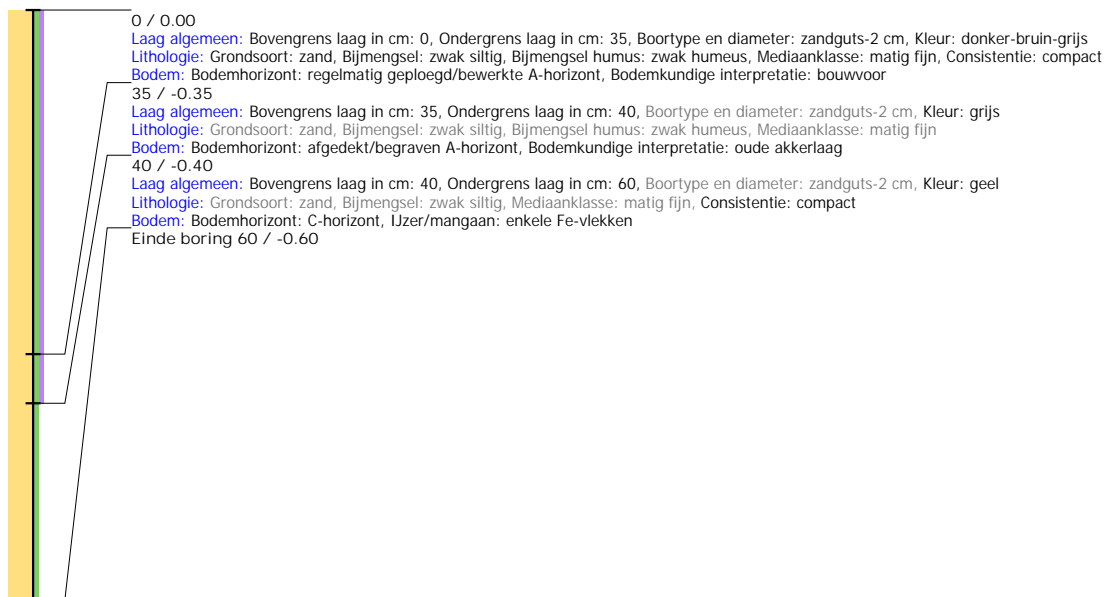 0 / 0.00
Laag algemeen: Bovengrens laag in cm: 0, Ondergrens laag in cm: 35, Boortype en diameter: zandguts-2 cm, Kleur: donker-bruin-grijs
Lithologie: Grondsoort: zand, Bijmengsel: zwak siltig, Bijmengsel humus: zwak humeus, Mediaanklasse: matig fijn, Consistentie: compact
Bodem: Bodemhorizont: regelmatig geploegd/bewerkte A-horizont, Bodemkundige interpretatie: bouwvoor
35 / -0.35
Laag algemeen: Bovengrens laag in cm: 35, Ondergrens laag in cm: 40, Boortype en diameter: zandguts-2 cm, Kleur: grijs
Lithologie: Grondsoort: zand, Bijmengsel: zwak siltig, Bijmengsel humus: zwak humeus, Mediaanklasse: matig fijn
Bodem: Bodemhorizont: afgedekt/begraven A-horizont, Bodemkundige interpretatie: oude akkerlaag
40 / -0.40
Laag algemeen: Bovengrens laag in cm: 40, Ondergrens laag in cm: 60, Boortype en diameter: zandguts-2 cm, Kleur: geel
Lithologie: Grondsoort: zand, Bijmengsel: zwak siltig, Mediaanklasse: matig fijn, Consistentie: compact
Bodem: Bodemhorizont: C-horizont, IJzer/mangaan: enkele Fe-vlekken
Einde boring 60 / -0.60